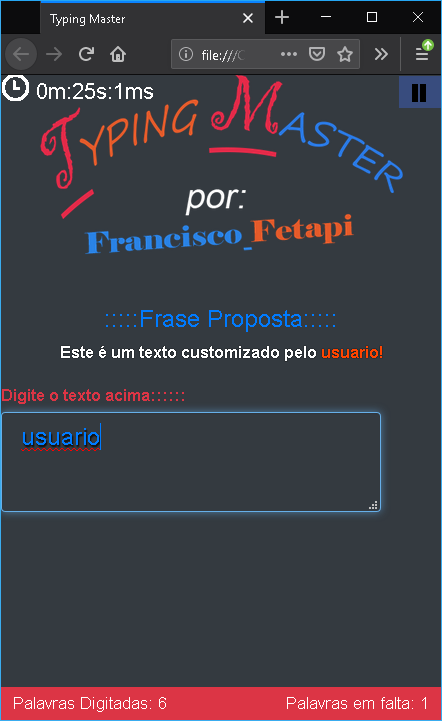 Typing Master
file:///C
0m:25s:1ms
Typing Master
por:
Francisco_Fetapi
:::::Frase Proposta:::::
Este é um texto customizado pelo usuario!
Digite o texto acima::::::
usuario
Palavras Digitadas: 6
Palavras em falta: 1